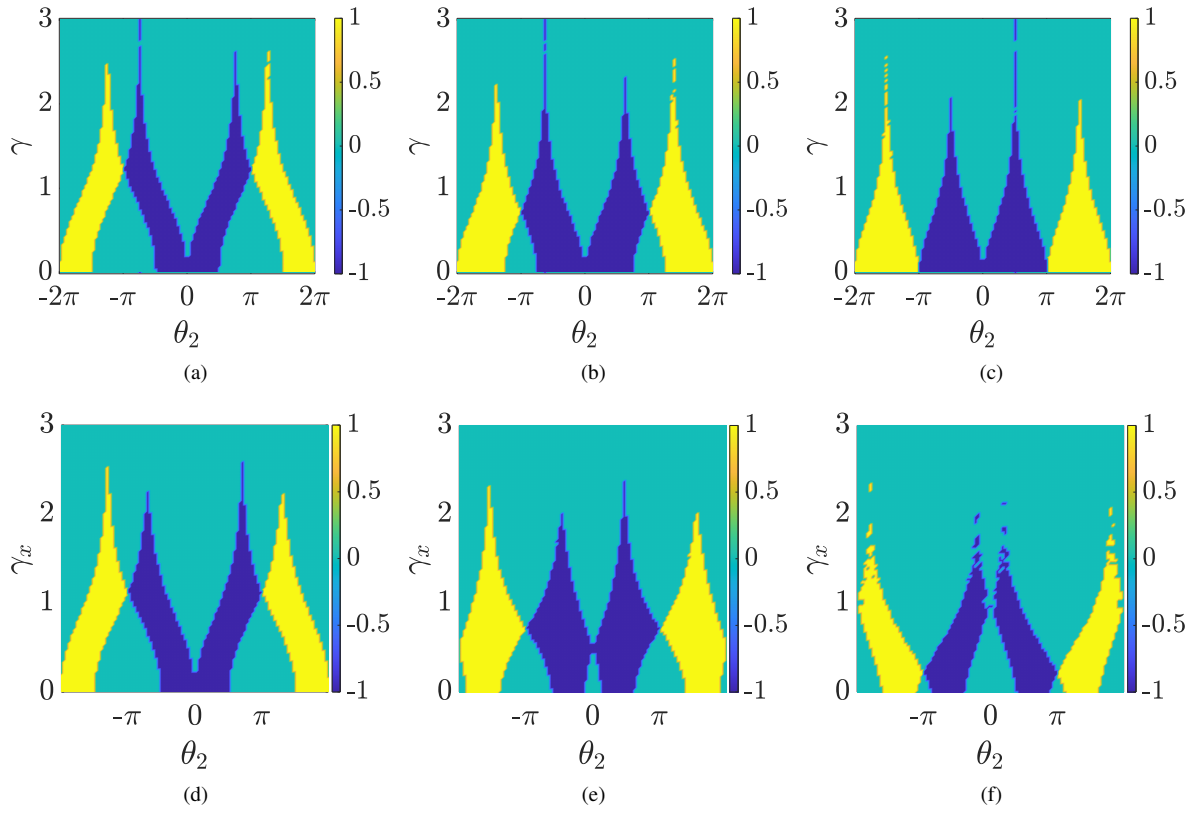 3 1 3 1 3 1
2 0.5 2 0.5 2 0.5
γ 0 γ 0 γ 0
1 -0.5 1 -0.5 1 -0.5
0 -1 0 -1 0 -1
-2π -π 0 π 2π -2π -π 0 π 2π -2π -π 0 π 2π
θ₂ θ₂ θ₂
(a) (b) (c)
3 1 3 1 3 1
2 0.5 2 0.5 2 0.5
γₓ 0 γₓ 0 γₓ 0
1 -0.5 1 -0.5 1 -0.5
0 -1 0 -1 0 -1
-π 0 π -π 0 π -π 0 π
θ₂ θ₂ θ₂
(d) (e) (f)